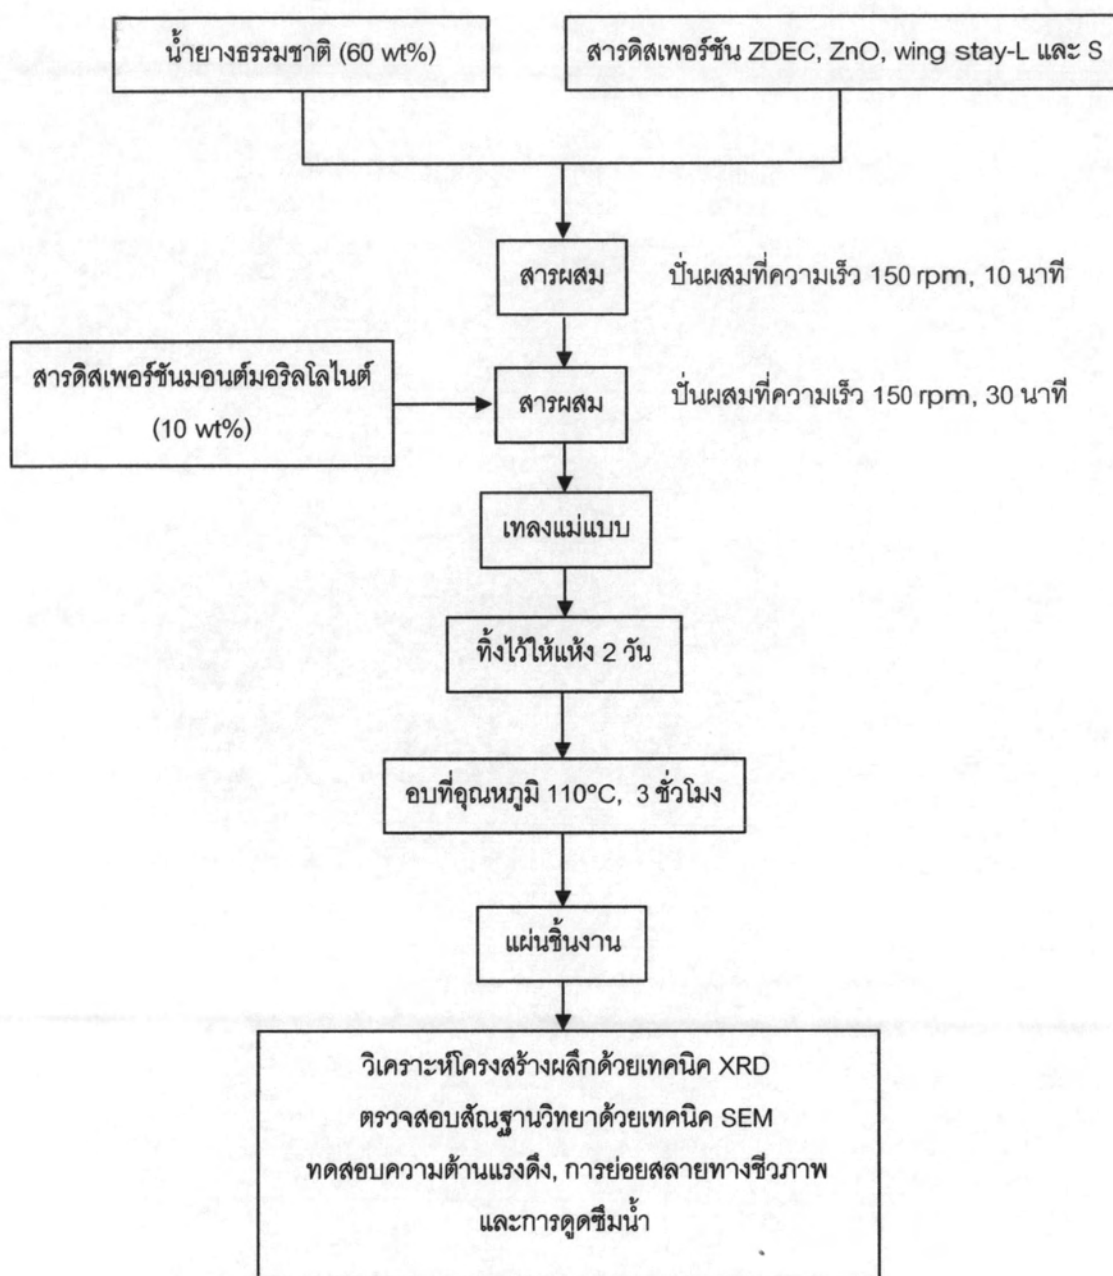 น้ำยางธรรมชาติ (60 wt%)
สารดิสเพอร์ชัน ZDEC, ZnO, wing stay-L และ S
สารผสม
ปั่นผสมที่ความเร็ว 150 rpm, 10 นาที
สารดิสเพอร์ชันมอนต์มอริลโลไนต์
(10 wt%)
สารผสม
ปั่นผสมที่ความเร็ว 150 rpm, 30 นาที
เทลงแม่แบบ
ทิ้งไว้ให้แห้ง 2 วัน
อบที่อุณหภูมิ 110°C, 3 ชั่วโมง
แผ่นชิ้นงาน
วิเคราะห์โครงสร้างผลึกด้วยเทคนิค XRD
ตรวจสอบสัณฐานวิทยาด้วยเทคนิค SEM
ทดสอบความต้านแรงดึง, การย่อยสลายทางชีวภาพ
และการดูดซึมน้ำ